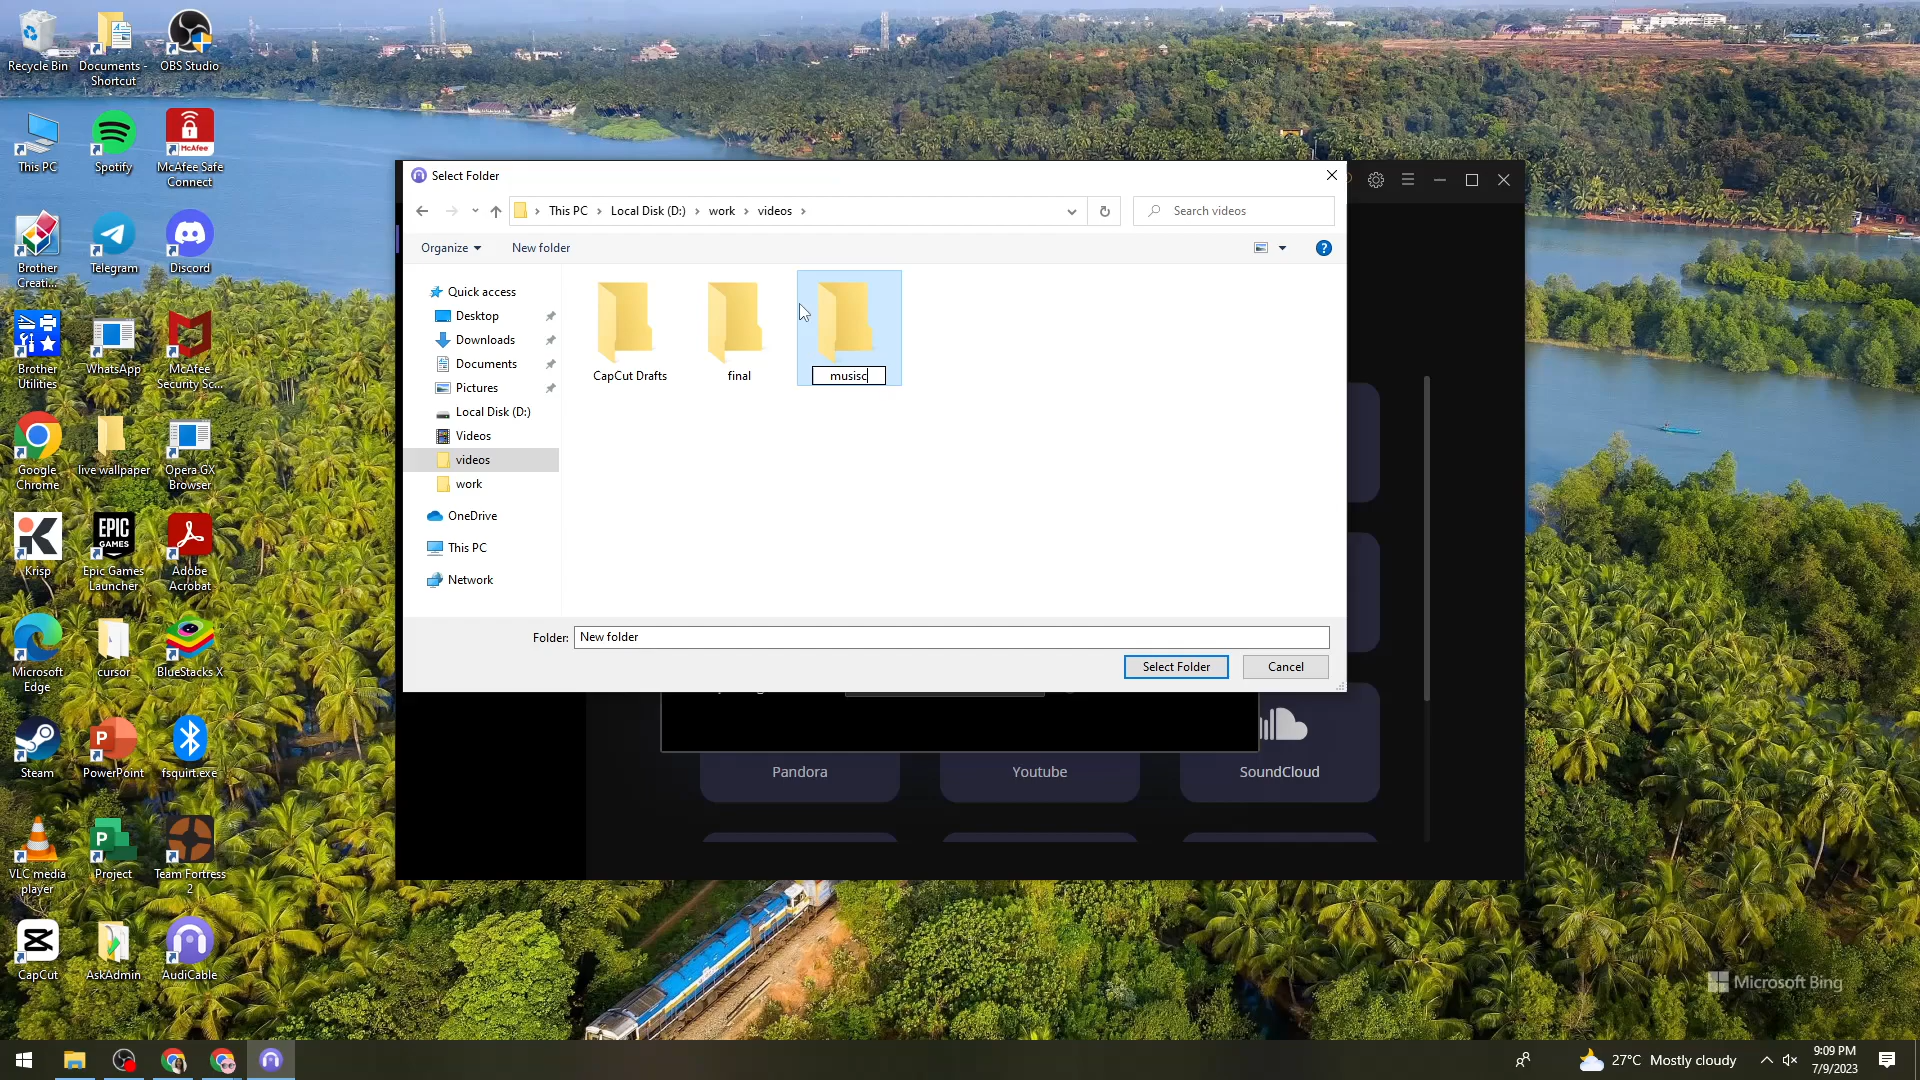 Recycle Bin
Documents - Shortcut
OBS Studio
This PC
Spotify
McAfee
McAfee Safe Connect
Brother Creati...
Telegram
Discord
Brother Utilities
WhatsApp
McAfee Security Sc...
Google Chrome
live wallpaper
Opera GX Browser
Krisp
EPIC GAMES
Epic Games Launcher
Adobe Acrobat
Microsoft Edge
cursor
BlueStacks X
Steam
PowerPoint
fsquirt.exe
VLC media player
Project
Team Fortress 2
CapCut
AskAdmin
AudiCable
Select Folder
This PC > Local Disk (D:) > work > videos >
Search videos
Organize
New folder
?
Quick access
Desktop
Downloads
Documents
Pictures
Local Disk (D:)
Videos
videos
work
OneDrive
This PC
Network
CapCut Drafts
final
musisc
Folder: New folder
Select Folder
Cancel
Pandora
Youtube
SoundCloud
Microsoft Bing
27°C Mostly cloudy
9:09 PM
7/9/2023